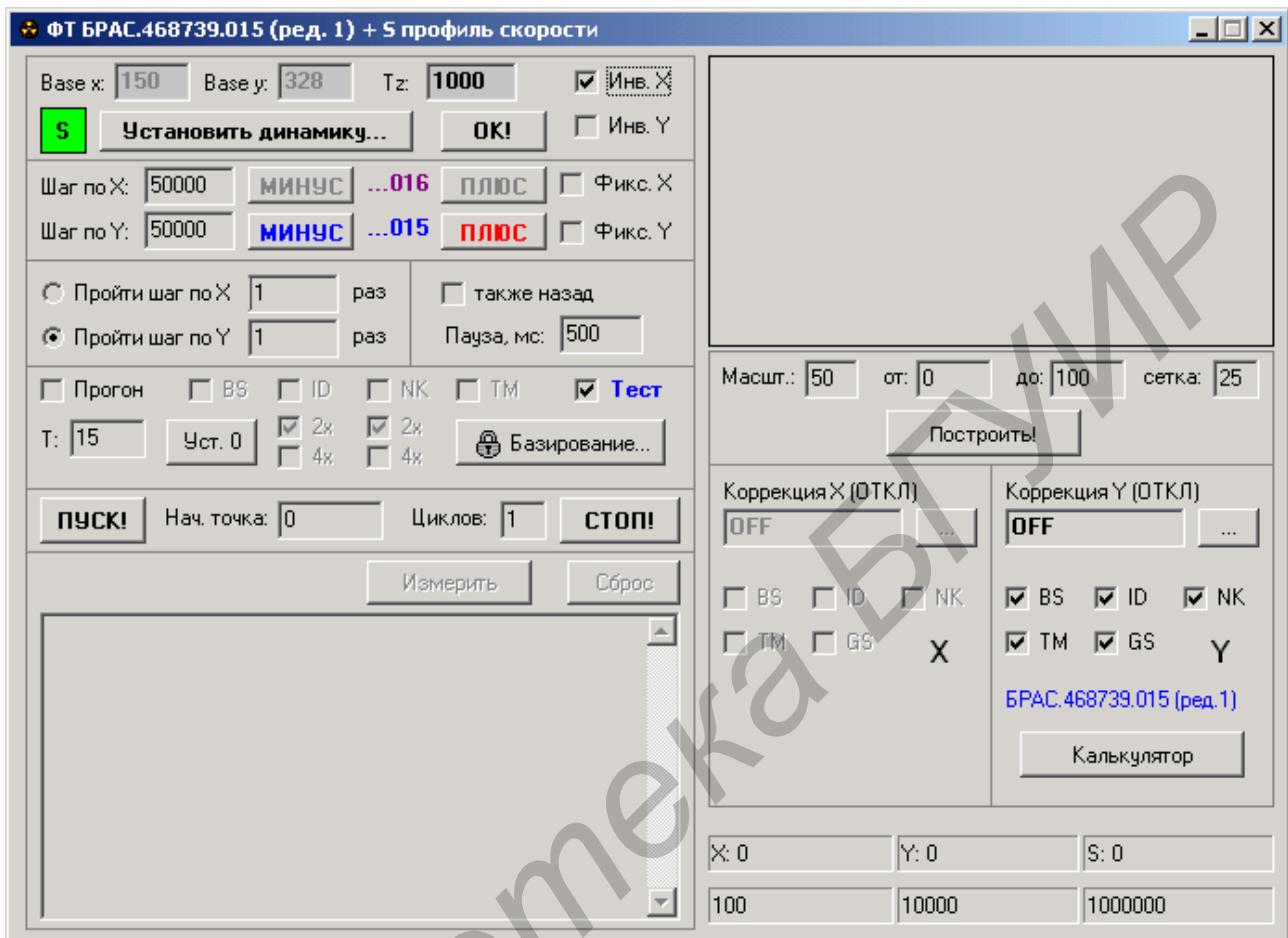 ФТ БРАС.468739.015 (ред. 1) + S профиль скорости
Base x: 150 Base y: 328 Tz: 1000 Инв. X
S Установить динамику... OK! Инв. Y
Шаг по X: 50000 МИНУС ...016 ПЛЮС Фикс. X
Шаг по Y: 50000 МИНУС ...015 ПЛЮС Фикс. Y
Пройти шаг по X 1 раз также назад
Пройти шаг по Y 1 раз Пауза, мс: 500
Прогон BS ID NK TM Тест
T: 15 Уст. 0 2x 2x Базирование...
4x 4x
ПУСК! Нач. точка: 0 Циклов: 1 СТОП!
Измерить Сброс
Масшт.: 50 от: 0 до: 100 сетка: 25
Построить!
Коррекция X (ОТКЛ) Коррекция Y (ОТКЛ)
OFF ... OFF ...
BS ID NK BS ID NK
TM GS X TM GS Y
БРАС.468739.015 (ред.1)
Калькулятор
X: 0 Y: 0 S: 0
100 10000 1000000
отека БГУИР